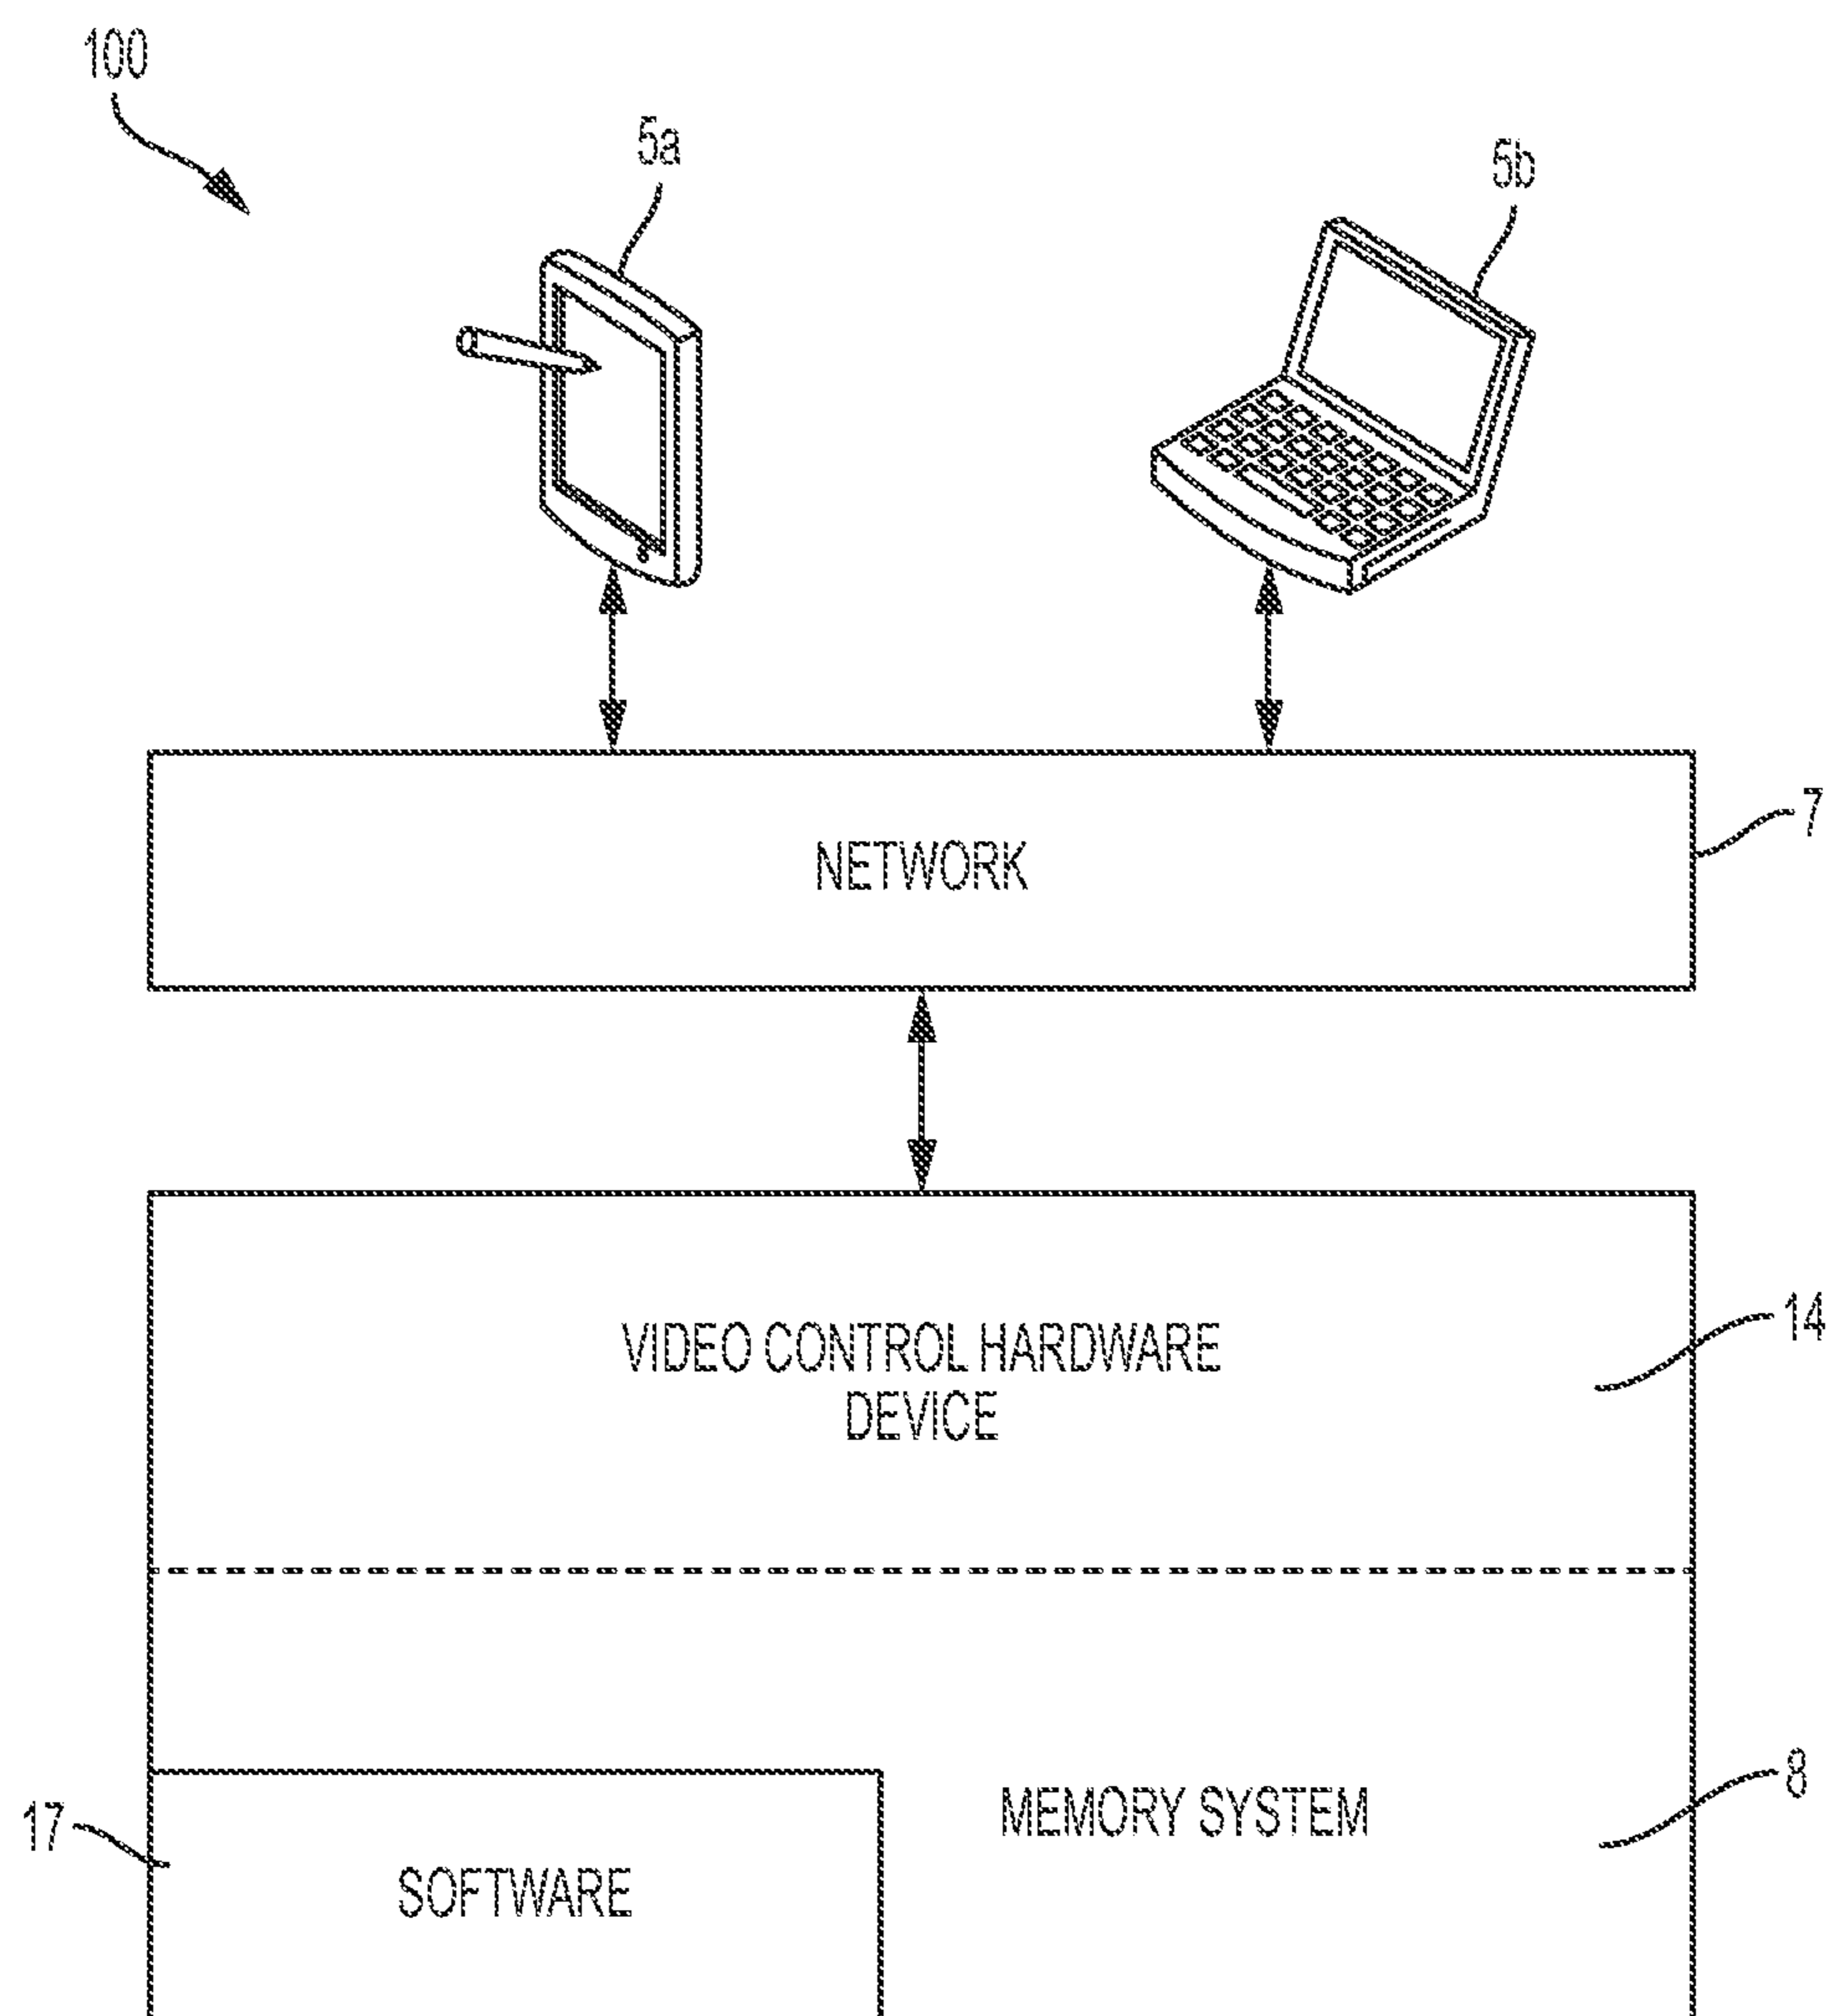 100
5a
5b
NETWORK
7
VIDEO CONTROL HARDWARE
DEVICE
14
MEMORY SYSTEM
8
17
SOFTWARE